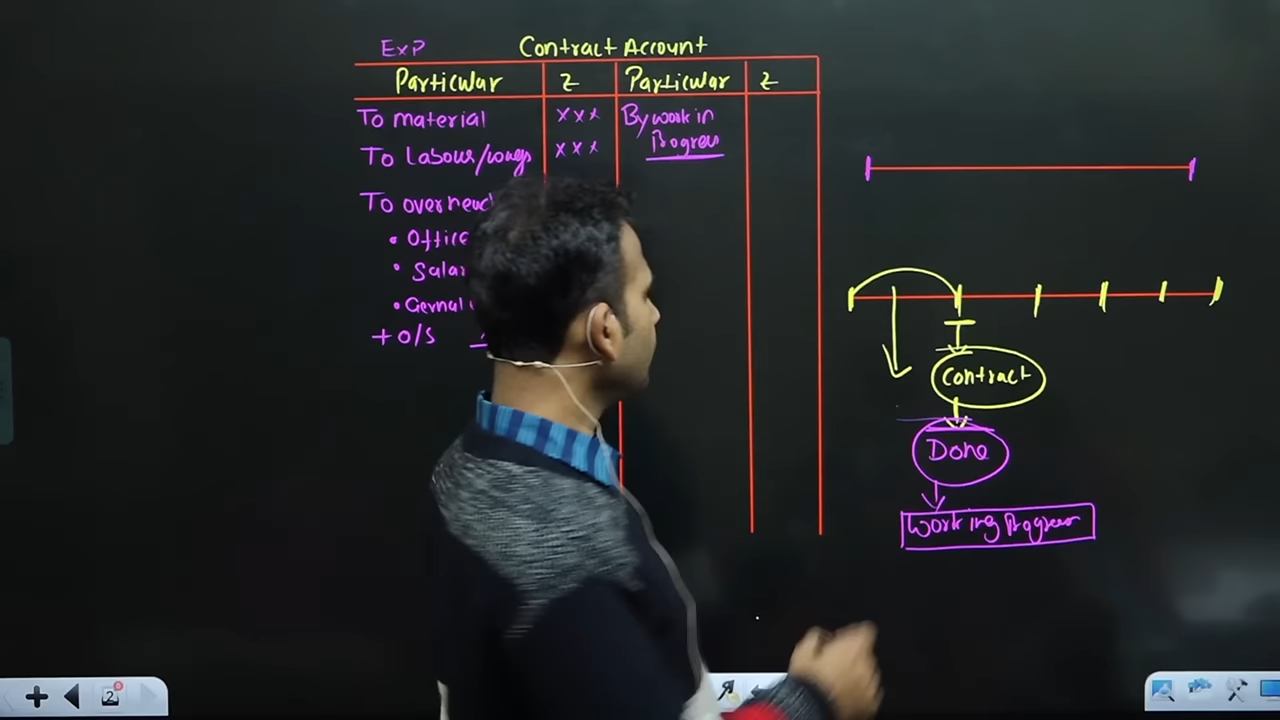 Exp Contract Account
Particular ₹ Particular ₹
To material xxx By work in
Progress
To Labour/wages xxx
To overhead
• Office
• Salar
• Gernal
+ O/S
Contract
Done
Working Progress
2